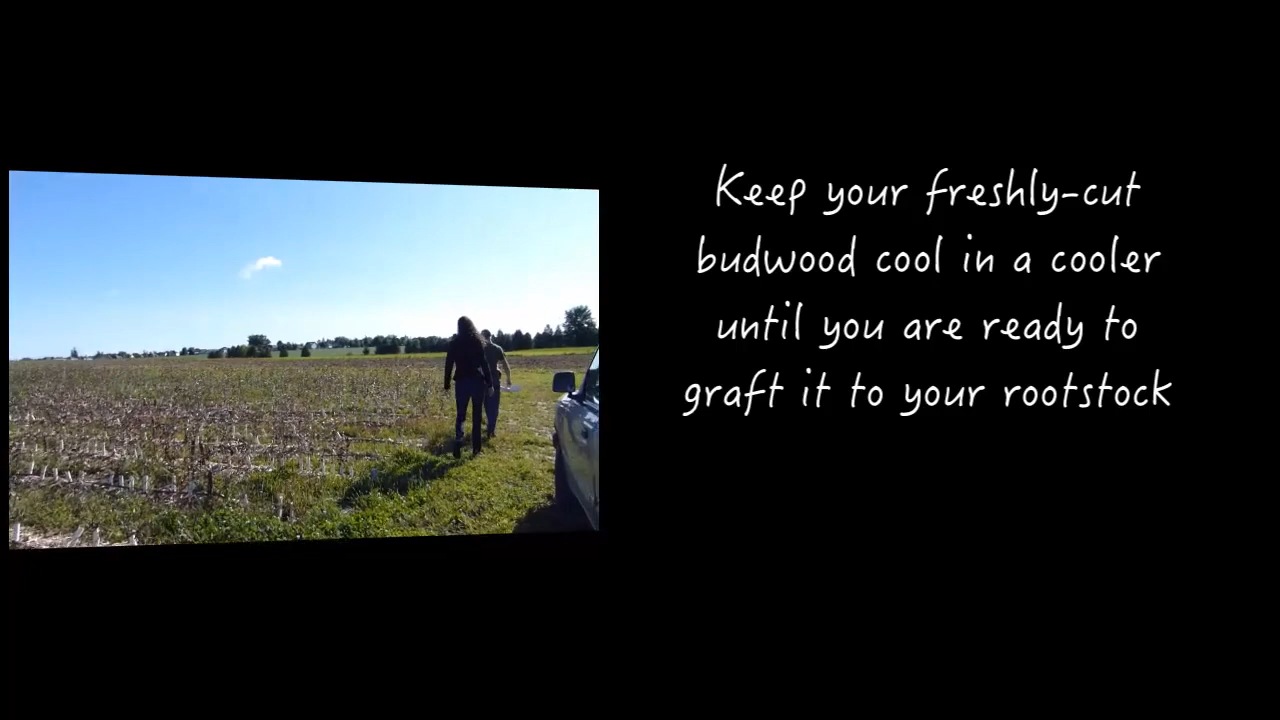 Keep your freshly-cut
budwood cool in a cooler
until you are ready to
graft it to your rootstock